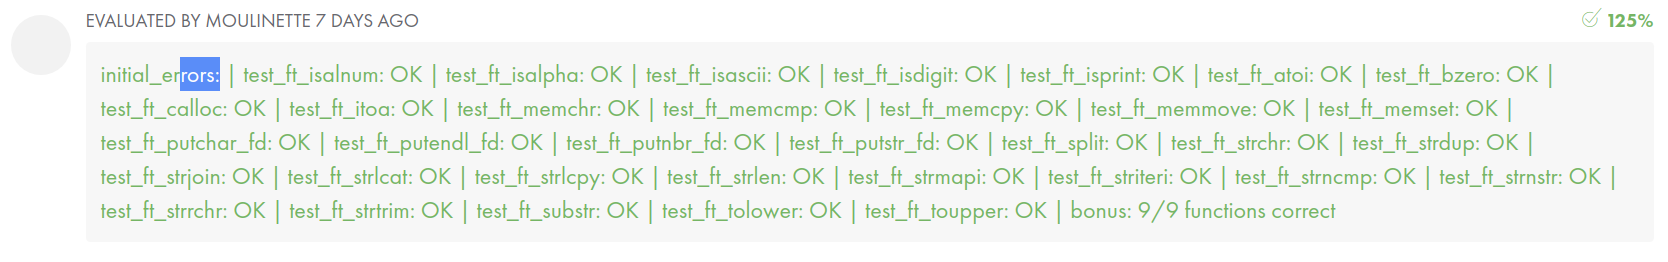 EVALUATED BY MOULINETTE 7 DAYS AGO
125%
initial_errors: | test_ft_isalnum: OK | test_ft_isalpha: OK | test_ft_isascii: OK | test_ft_isdigit: OK | test_ft_isprint: OK | test_ft_atoi: OK | test_ft_bzero: OK |
test_ft_calloc: OK | test_ft_itoa: OK | test_ft_memchr: OK | test_ft_memcmp: OK | test_ft_memcpy: OK | test_ft_memmove: OK | test_ft_memset: OK |
test_ft_putchar_fd: OK | test_ft_putendl_fd: OK | test_ft_putnbr_fd: OK | test_ft_putstr_fd: OK | test_ft_split: OK | test_ft_strchr: OK | test_ft_strdup: OK |
test_ft_strjoin: OK | test_ft_strlcat: OK | test_ft_strlcpy: OK | test_ft_strlen: OK | test_ft_strmapi: OK | test_ft_striteri: OK | test_ft_strncmp: OK | test_ft_strnstr: OK |
test_ft_strrchr: OK | test_ft_strtrim: OK | test_ft_substr: OK | test_ft_tolower: OK | test_ft_toupper: OK | bonus: 9/9 functions correct